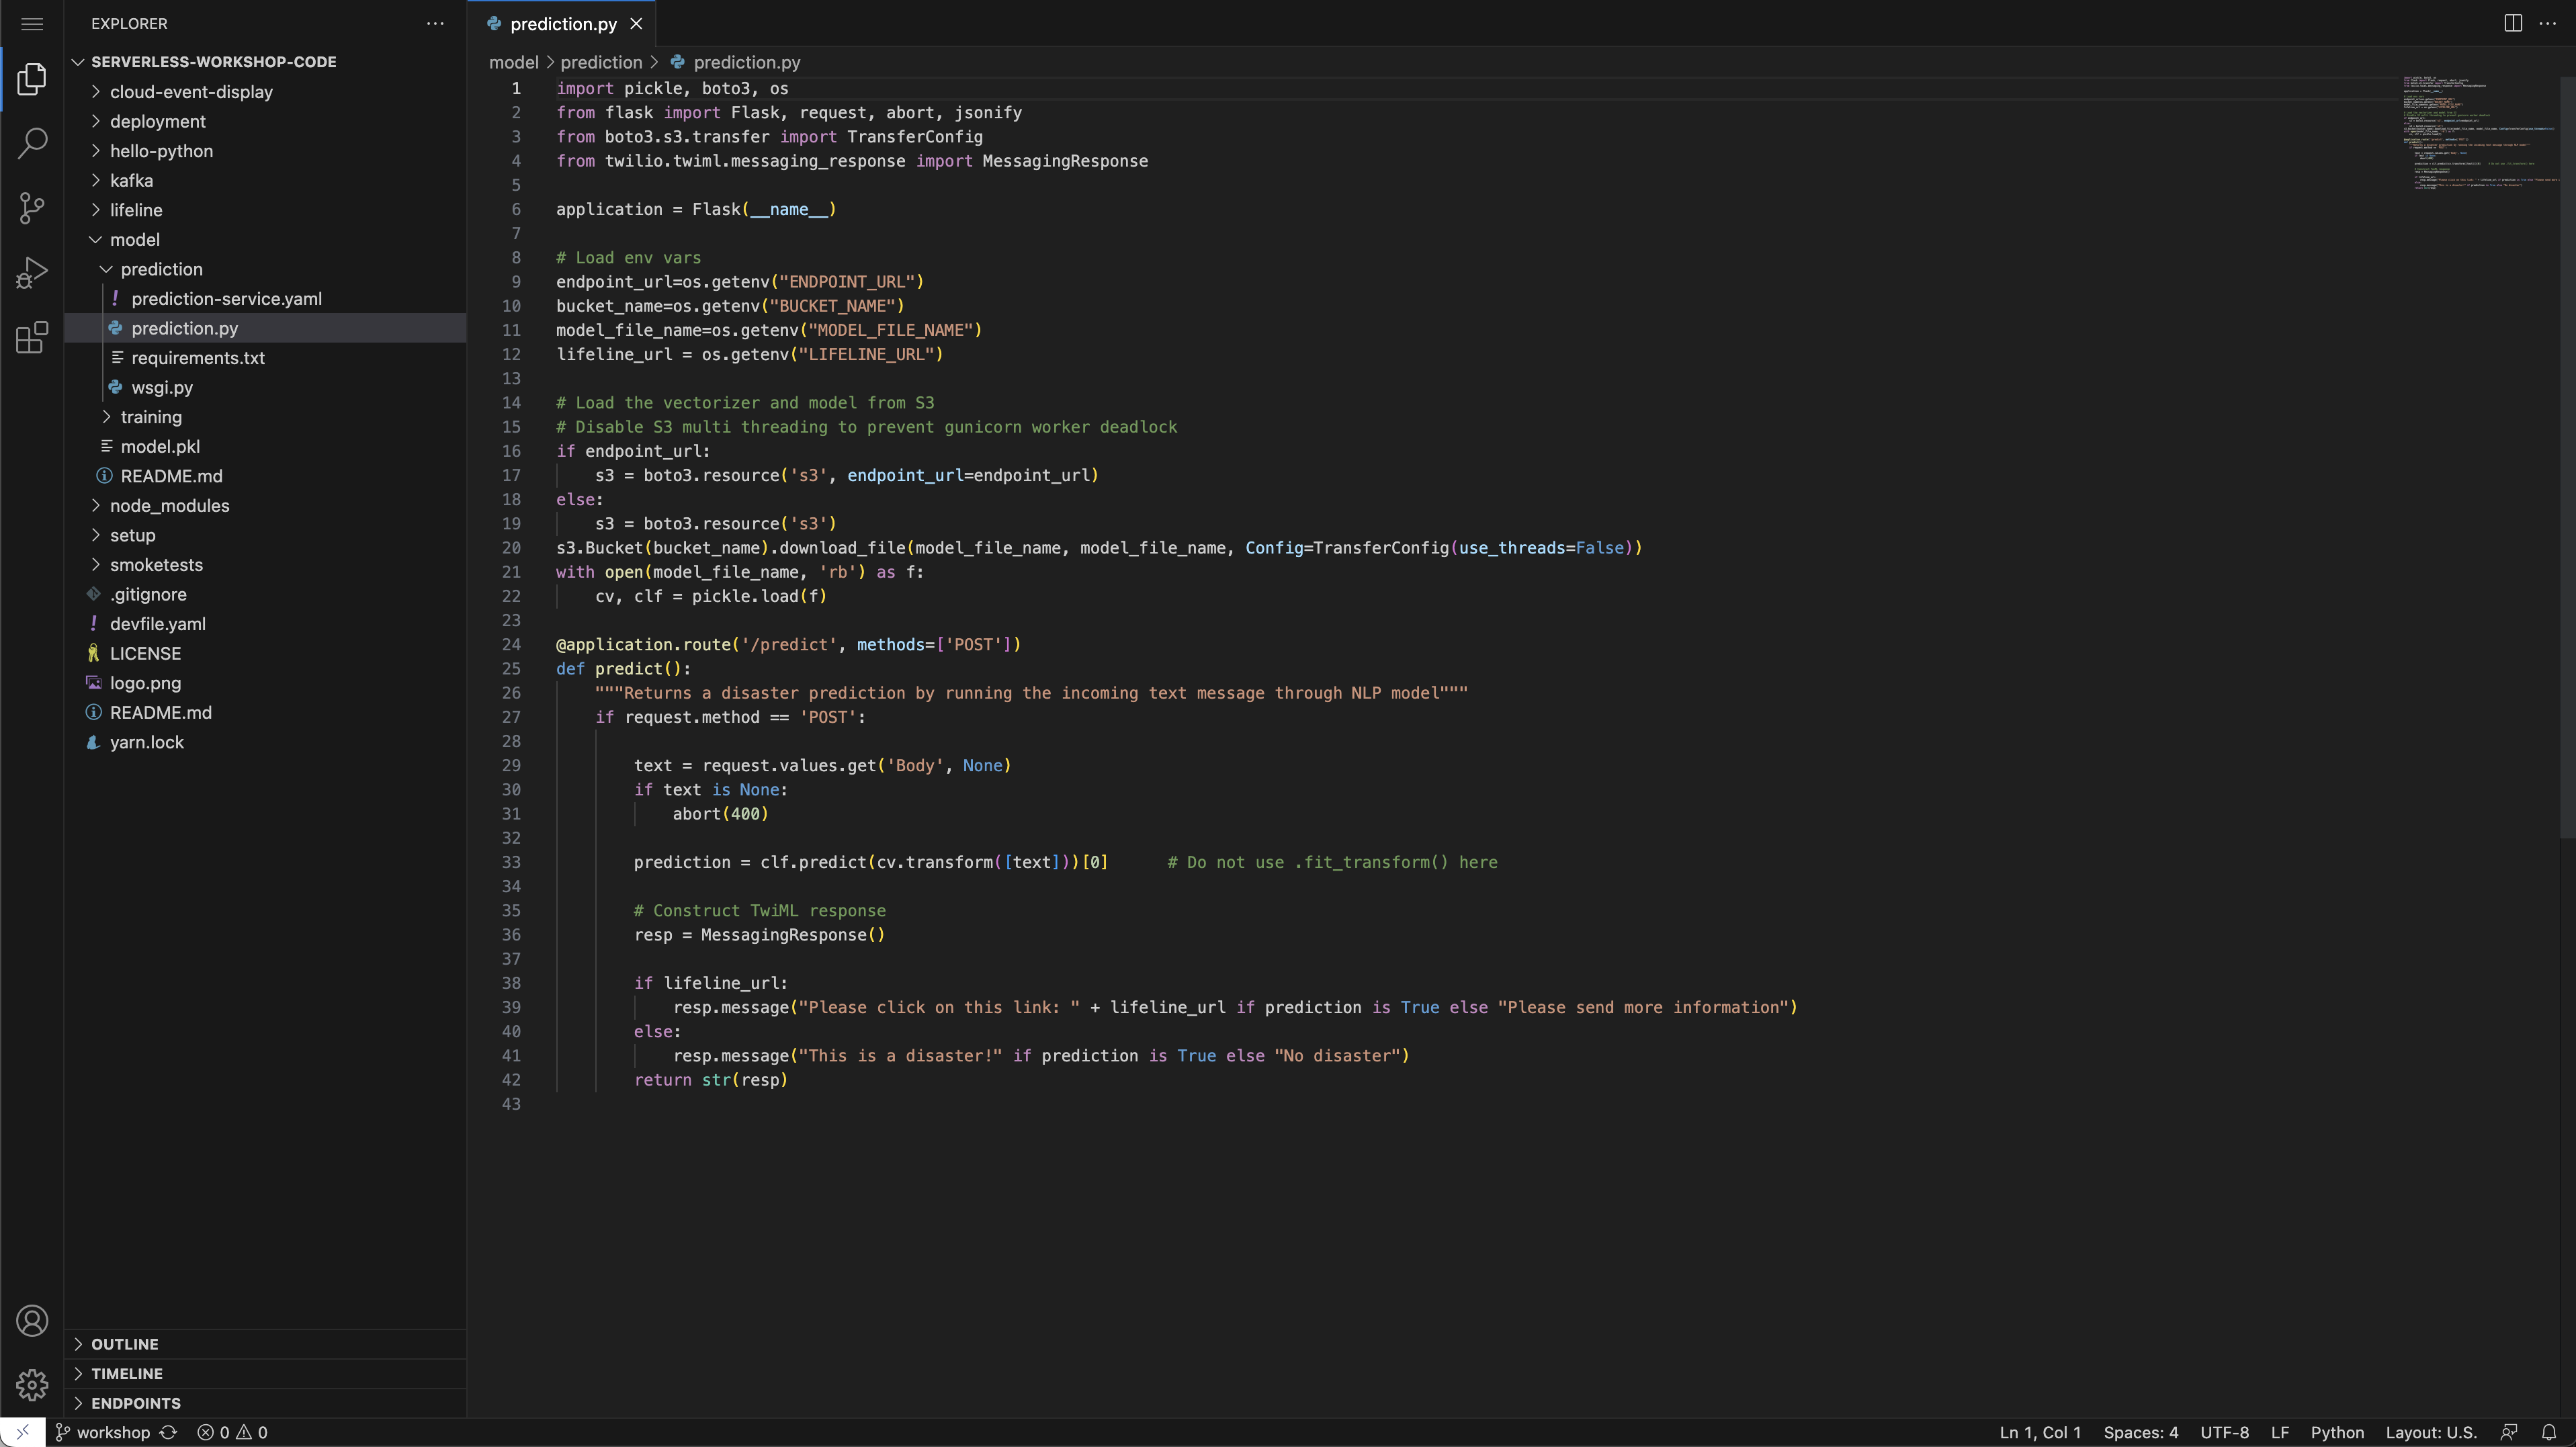 EXPLORER
SERVERLESS-WORKSHOP-CODE
cloud-event-display
deployment
hello-python
kafka
lifeline
model
prediction
prediction-service.yaml
prediction.py
requirements.txt
wsgi.py
training
model.pkl
README.md
node_modules
setup
smoketests
.gitignore
devfile.yaml
LICENSE
logo.png
README.md
yarn.lock
OUTLINE
TIMELINE
ENDPOINTS
prediction.py
model > prediction > prediction.py
1 import pickle, boto3, os
2 from flask import Flask, request, abort, jsonify
3 from boto3.s3.transfer import TransferConfig
4 from twilio.twiml.messaging_response import MessagingResponse
5
6 application = Flask(__name__)
7
8 # Load env vars
9 endpoint_url=os.getenv("ENDPOINT_URL")
10 bucket_name=os.getenv("BUCKET_NAME")
11 model_file_name=os.getenv("MODEL_FILE_NAME")
12 lifeline_url = os.getenv("LIFELINE_URL")
13
14 # Load the vectorizer and model from S3
15 # Disable S3 multi threading to prevent gunicorn worker deadlock
16 if endpoint_url:
17     s3 = boto3.resource('s3', endpoint_url=endpoint_url)
18 else:
19     s3 = boto3.resource('s3')
20 s3.Bucket(bucket_name).download_file(model_file_name, model_file_name, Config=TransferConfig(use_threads=False))
21 with open(model_file_name, 'rb') as f:
22     cv, clf = pickle.load(f)
23
24 @application.route('/predict', methods=['POST'])
25 def predict():
26     """Returns a disaster prediction by running the incoming text message through NLP model"""
27     if request.method == 'POST':
28
29         text = request.values.get('Body', None)
30         if text is None:
31             abort(400)
32
33         prediction = clf.predict(cv.transform([text]))[0]      # Do not use .fit_transform() here
34
35         # Construct TwiML response
36         resp = MessagingResponse()
37
38         if lifeline_url:
39             resp.message("Please click on this link: " + lifeline_url if prediction is True else "Please send more information")
40         else:
41             resp.message("This is a disaster!" if prediction is True else "No disaster")
42         return str(resp)
43
workshop 0 0 Ln 1, Col 1 Spaces: 4 UTF-8 LF Python Layout: U.S.